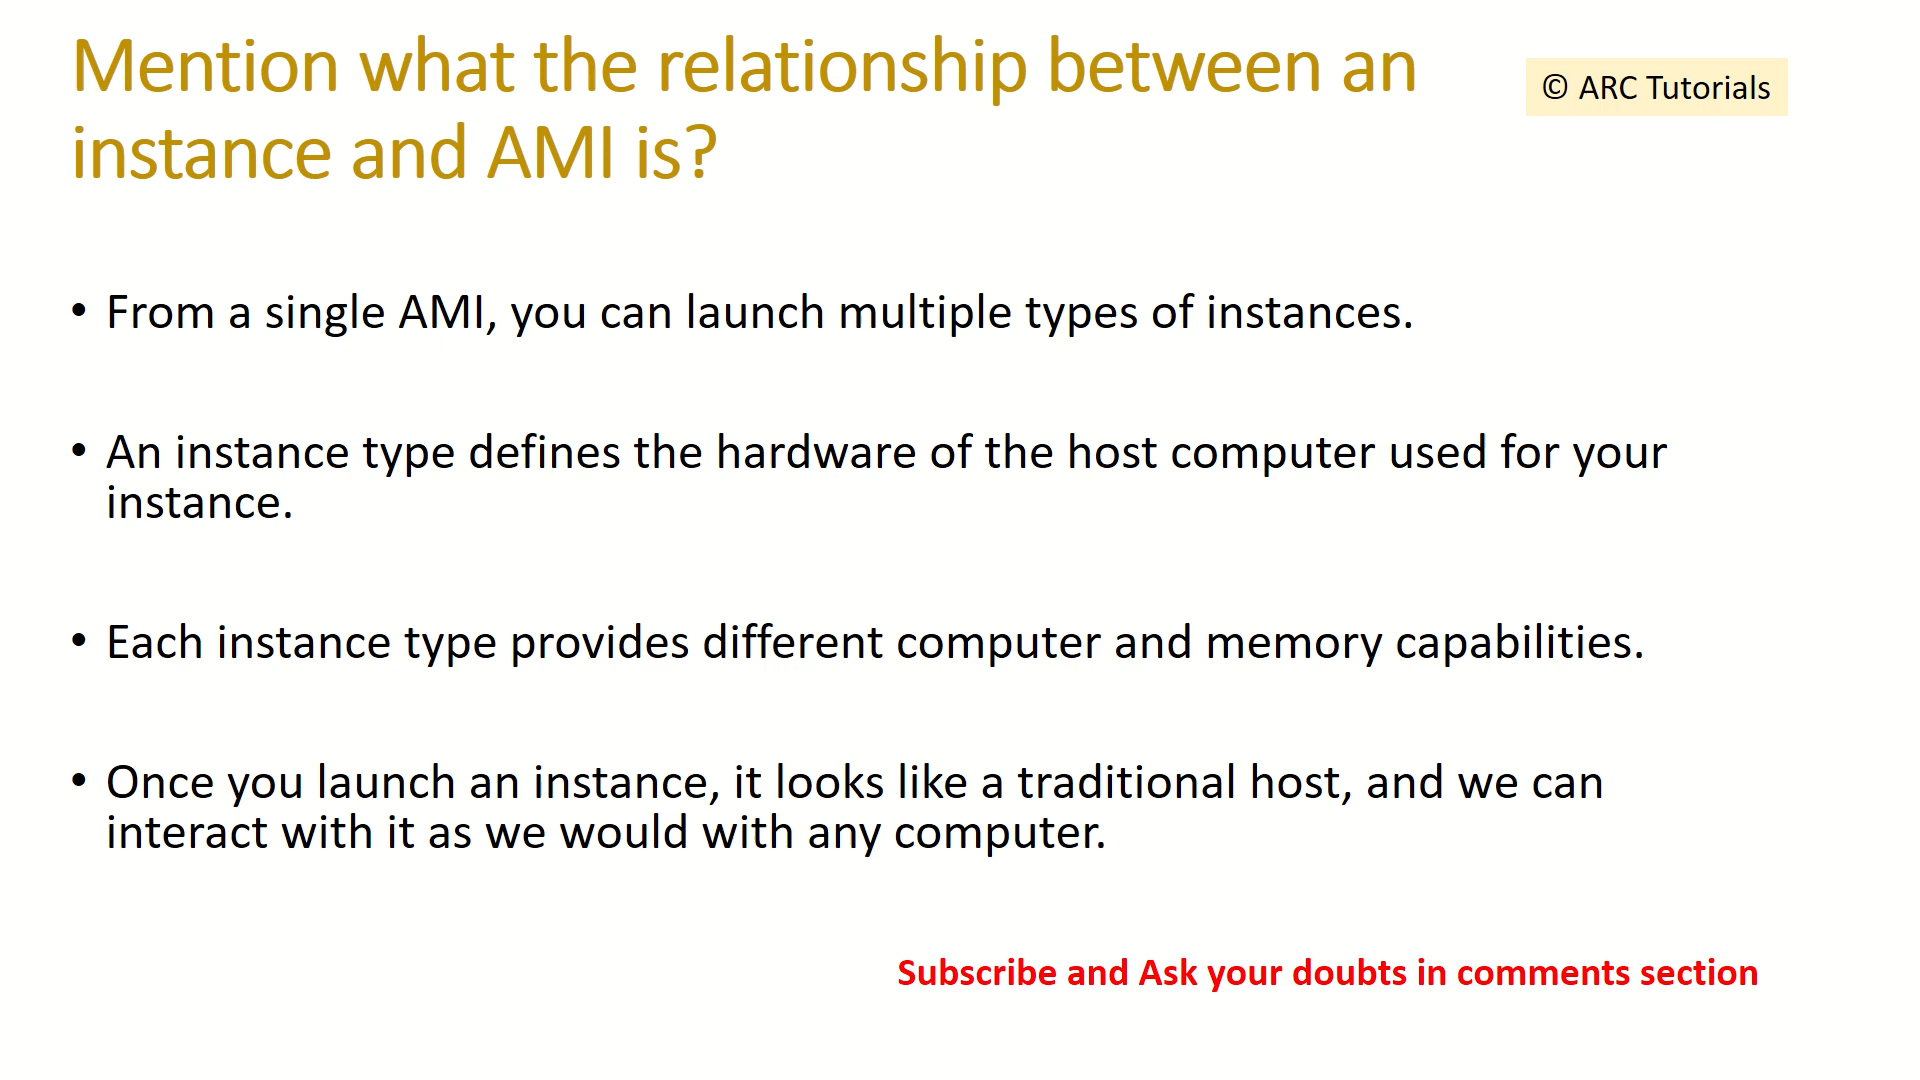 Mention what the relationship between an
instance and AMI is?
© ARC Tutorials
• From a single AMI, you can launch multiple types of instances.
• An instance type defines the hardware of the host computer used for your
instance.
• Each instance type provides different computer and memory capabilities.
• Once you launch an instance, it looks like a traditional host, and we can
interact with it as we would with any computer.
Subscribe and Ask your doubts in comments section